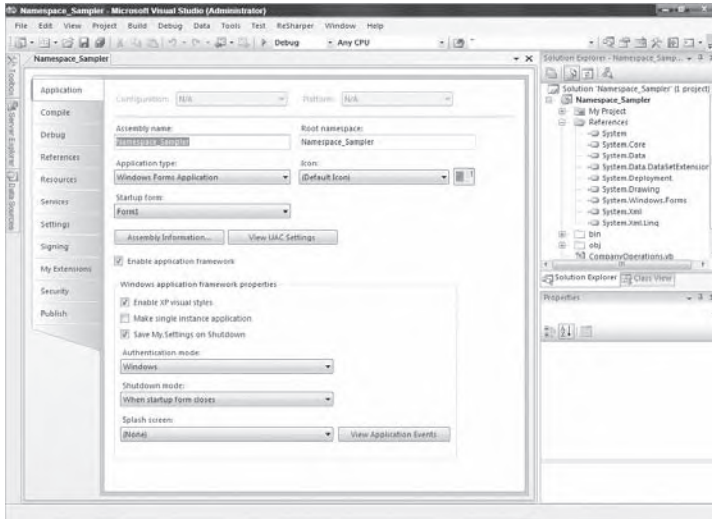 Namespace_Sampler - Microsoft Visual Studio (Administrator)
File Edit View Project Build Debug Data Tools Test ReSharper Window Help
Debug Any CPU
Toolbox
Server Explorer
Data Sources
Namespace_Sampler
Application
Compile
Debug
References
Resources
Services
Settings
Signing
My Extensions
Security
Publish
Configuration: N/A Platform: N/A
Assembly name: Root namespace:
Namespace_Sampler Namespace_Sampler
Application type: Icon:
Windows Forms Application (Default Icon)
Startup form:
Form1
Assembly Information... View UAC Settings
Enable application framework
Windows application framework properties
Enable XP visual styles
Make single instance application
Save My.Settings on Shutdown
Authentication mode:
Windows
Shutdown mode:
When startup form closes
Splash screen:
(None) View Application Events
Solution Explorer - Namespace_Samp...
Solution 'Namespace_Sampler' (1 project)
Namespace_Sampler
My Project
References
System
System.Core
System.Data
System.Data.DataSetExtension
System.Deployment
System.Drawing
System.Windows.Forms
System.Xml
System.Xml.Linq
bin
obj
CompanyOperations.vb
Solution Explorer Class View
Properties